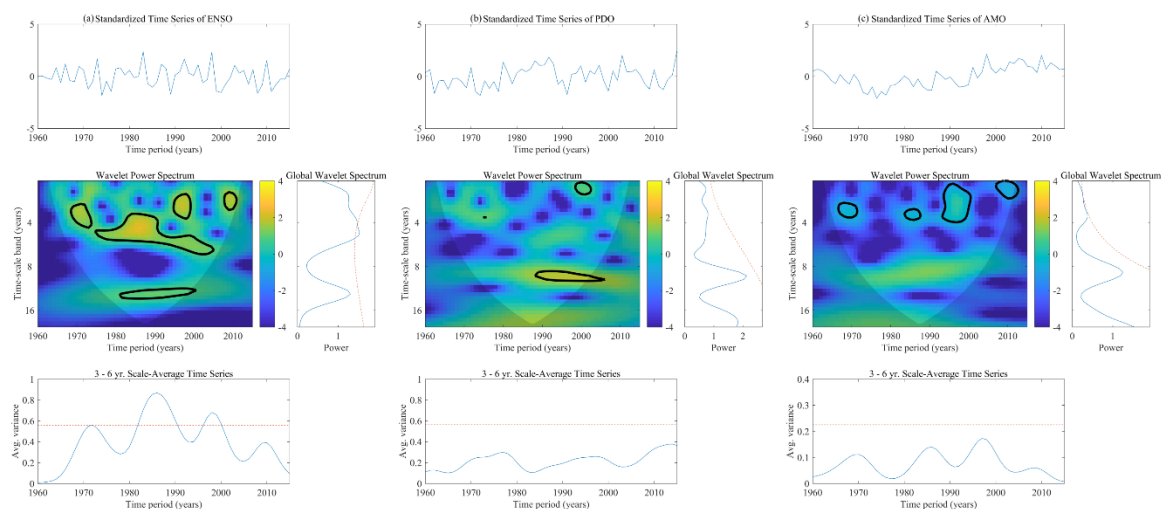 (a) Standardized Time Series of ENSO
5
0
-5
1960 1970 1980 1990 2000 2010
Time period (years)
(b) Standardized Time Series of PDO
5
0
-5
1960 1970 1980 1990 2000 2010
Time period (years)
(c) Standardized Time Series of AMO
5
0
-5
1960 1970 1980 1990 2000 2010
Time period (years)
Wavelet Power Spectrum
Time-scale band (years)
4
8
16
1960 1970 1980 1990 2000 2010
Time period (years)
4
2
0
-2
-4
Global Wavelet Spectrum
0 1
Power
Wavelet Power Spectrum
Time-scale band (years)
4
8
16
1960 1970 1980 1990 2000 2010
Time period (years)
4
2
0
-2
-4
Global Wavelet Spectrum
0 1 2
Power
Wavelet Power Spectrum
Time-scale band (years)
4
8
16
1960 1970 1980 1990 2000 2010
Time period (years)
4
2
0
-2
-4
Global Wavelet Spectrum
0 1
Power
3 - 6 yr. Scale-Average Time Series
Avg. variance
1
0.8
0.6
0.4
0.2
0
1960 1970 1980 1990 2000 2010
Time period (years)
3 - 6 yr. Scale-Average Time Series
Avg. variance
1
0.8
0.6
0.4
0.2
0
1960 1970 1980 1990 2000 2010
Time period (years)
3 - 6 yr. Scale-Average Time Series
Avg. variance
0.4
0.3
0.2
0.1
0
1960 1970 1980 1990 2000 2010
Time period (years)